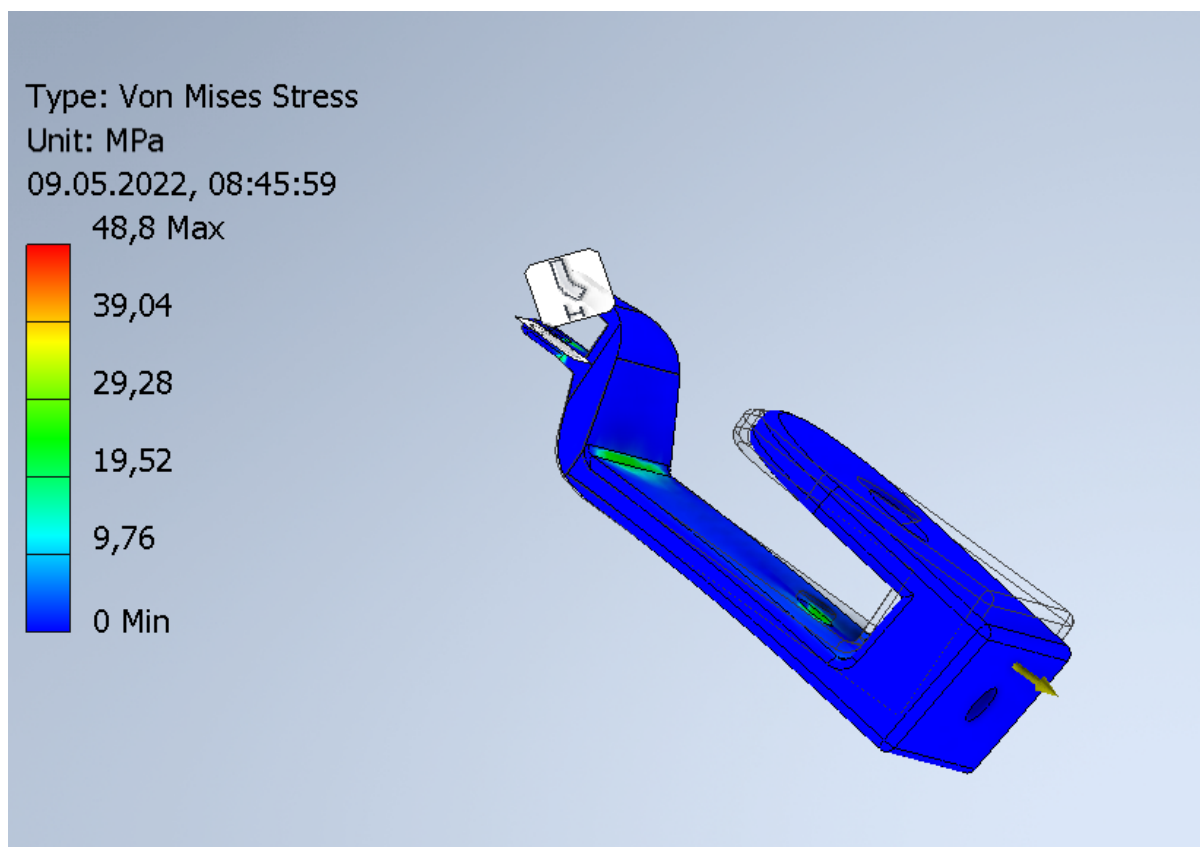 Type: Von Mises Stress
Unit: MPa
09.05.2022, 08:45:59
48,8 Max
39,04
29,28
19,52
9,76
0 Min